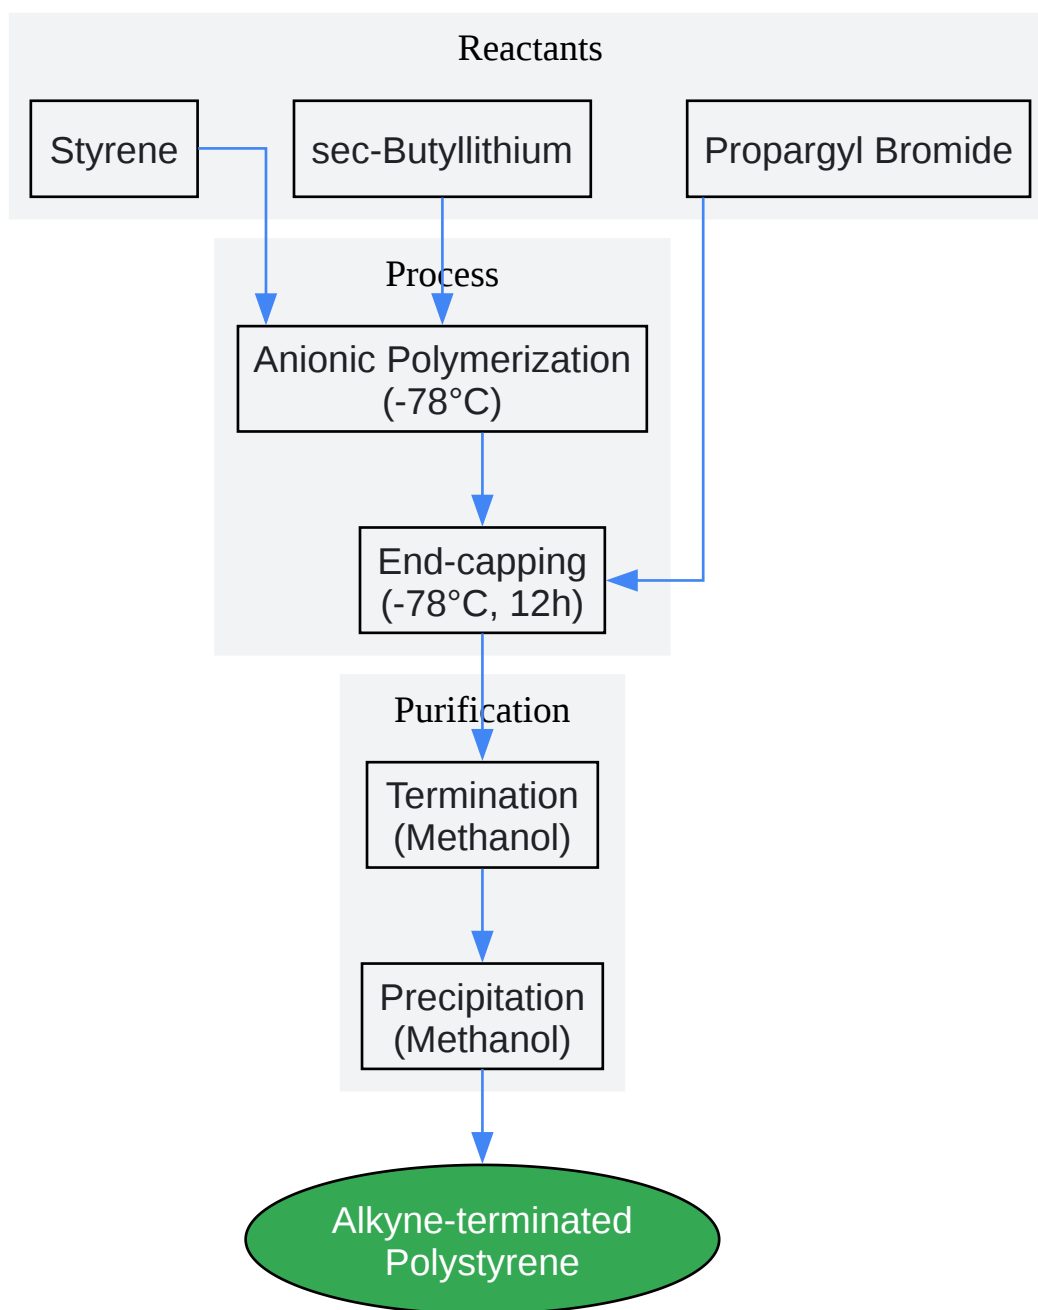 Reactants
Styrene
sec-Butyllithium
Propargyl Bromide
Process
Anionic Polymerization
(-78°C)
End-capping
(-78°C, 12h)
Purification
Termination
(Methanol)
Precipitation
(Methanol)
Alkyne-terminated
Polystyrene